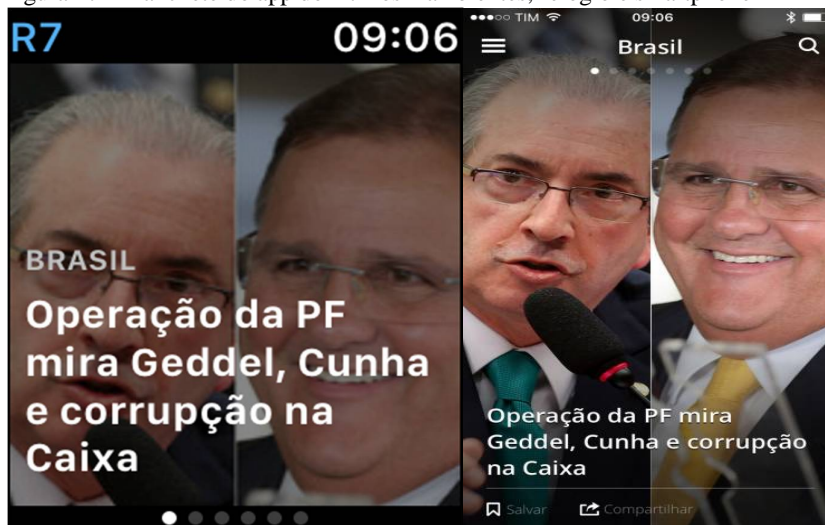 R7 09:06
BRASIL
Operação da PF
mira Geddel, Cunha
e corrupção na
Caixa
TIM 09:06
Brasil
Operação da PF mira
Geddel, Cunha e corrupção
na Caixa
Salvar Compartilhar